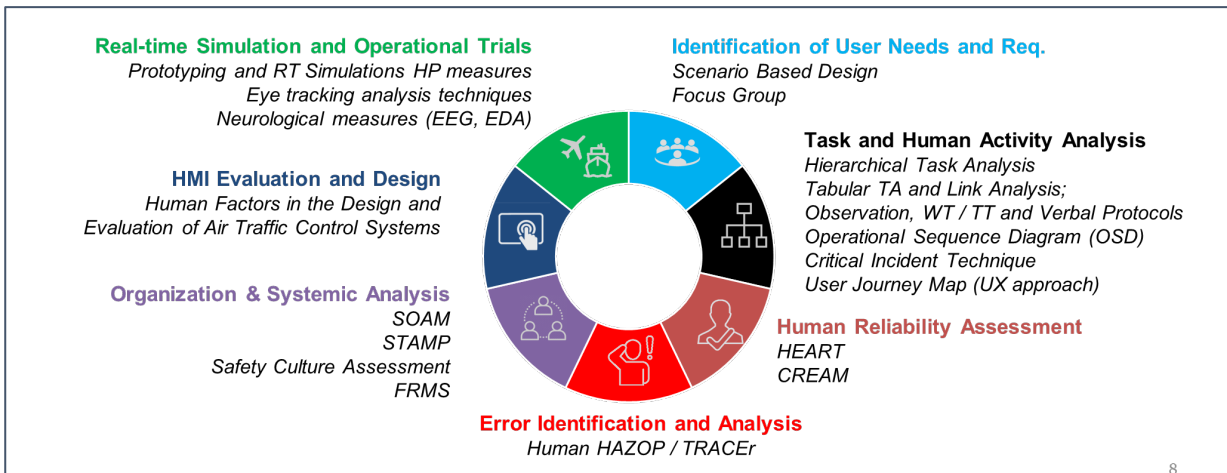 Real-time Simulation and Operational Trials
Prototyping and RT Simulations HP measures
Eye tracking analysis techniques
Neurological measures (EEG, EDA)
Identification of User Needs and Req.
Scenario Based Design
Focus Group
Task and Human Activity Analysis
Hierarchical Task Analysis
Tabular TA and Link Analysis;
Observation, WT / TT and Verbal Protocols
Operational Sequence Diagram (OSD)
Critical Incident Technique
User Journey Map (UX approach)
HMI Evaluation and Design
Human Factors in the Design and
Evaluation of Air Traffic Control Systems
Organization & Systemic Analysis
SOAM
STAMP
Safety Culture Assessment
FRMS
Human Reliability Assessment
HEART
CREAM
Error Identification and Analysis
Human HAZOP / TRACEr
8